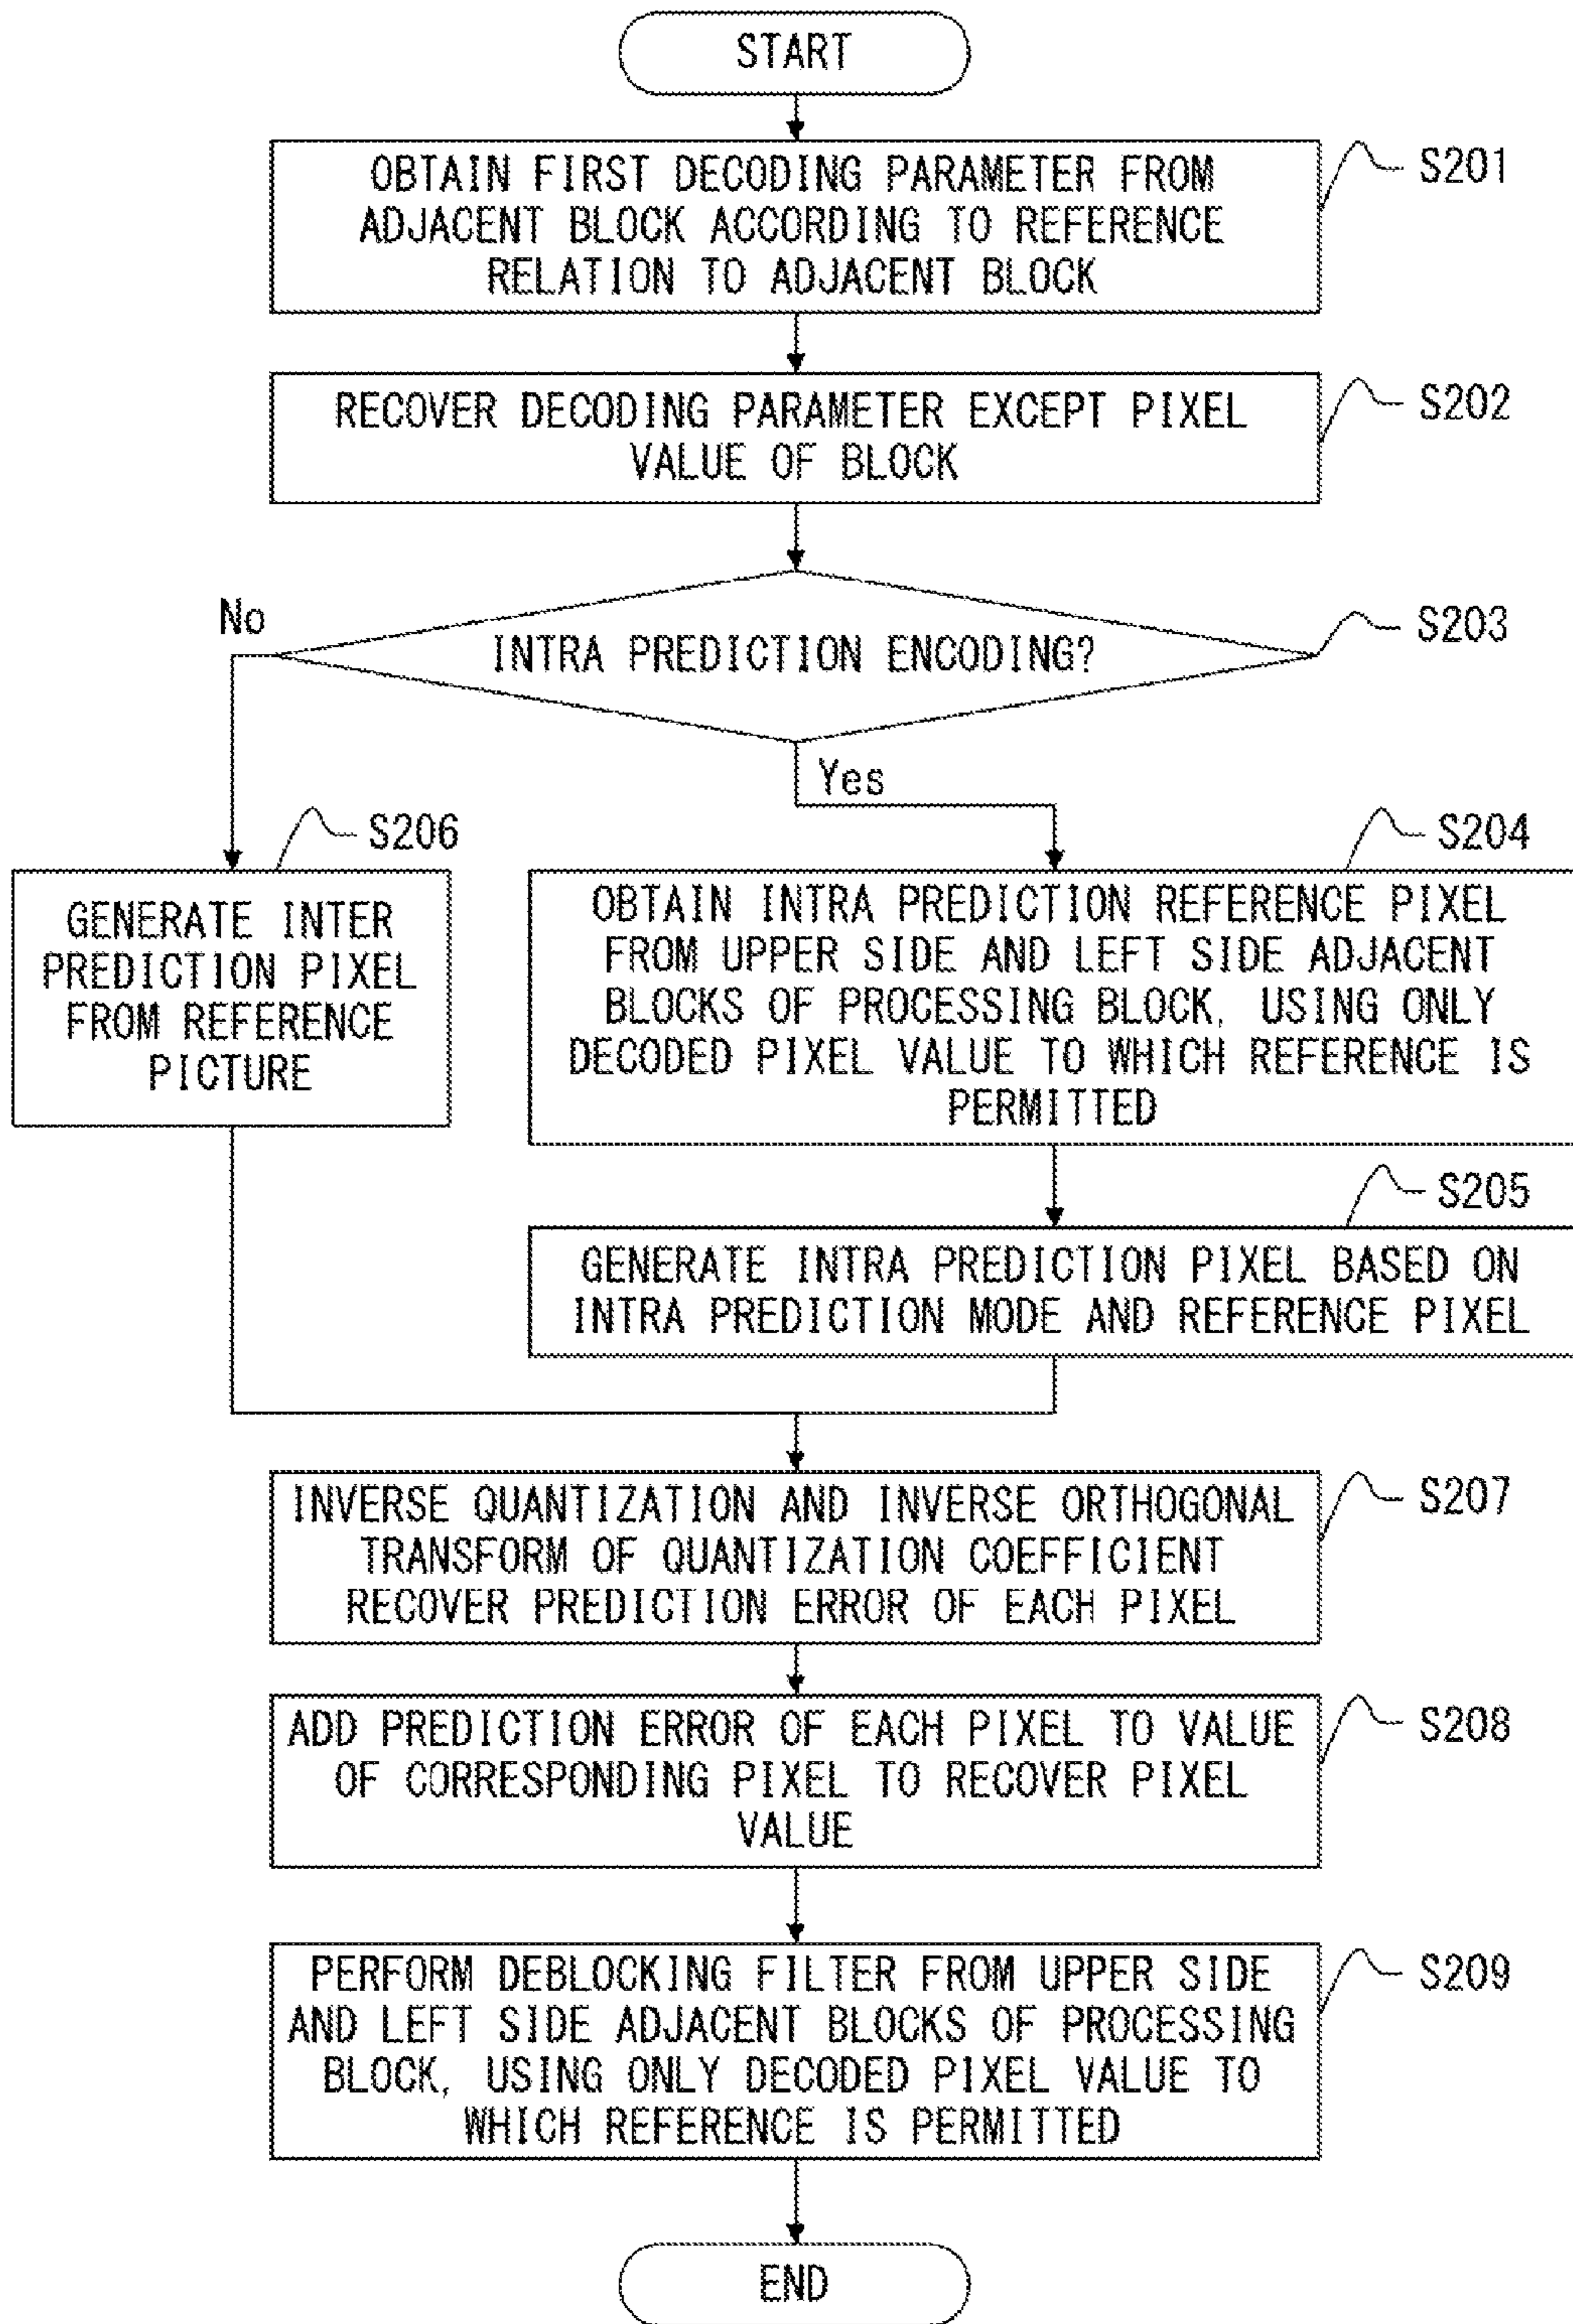 START
OBTAIN FIRST DECODING PARAMETER FROM
ADJACENT BLOCK ACCORDING TO REFERENCE
RELATION TO ADJACENT BLOCK
S201
RECOVER DECODING PARAMETER EXCEPT PIXEL
VALUE OF BLOCK
S202
INTRA PREDICTION ENCODING?
S203
No
Yes
S206
GENERATE INTER
PREDICTION PIXEL
FROM REFERENCE
PICTURE
S204
OBTAIN INTRA PREDICTION REFERENCE PIXEL
FROM UPPER SIDE AND LEFT SIDE ADJACENT
BLOCKS OF PROCESSING BLOCK, USING ONLY
DECODED PIXEL VALUE TO WHICH REFERENCE IS
PERMITTED
S205
GENERATE INTRA PREDICTION PIXEL BASED ON
INTRA PREDICTION MODE AND REFERENCE PIXEL
INVERSE QUANTIZATION AND INVERSE ORTHOGONAL
TRANSFORM OF QUANTIZATION COEFFICIENT
RECOVER PREDICTION ERROR OF EACH PIXEL
S207
ADD PREDICTION ERROR OF EACH PIXEL TO VALUE
OF CORRESPONDING PIXEL TO RECOVER PIXEL
VALUE
S208
PERFORM DEBLOCKING FILTER FROM UPPER SIDE
AND LEFT SIDE ADJACENT BLOCKS OF PROCESSING
BLOCK, USING ONLY DECODED PIXEL VALUE TO
WHICH REFERENCE IS PERMITTED
S209
END